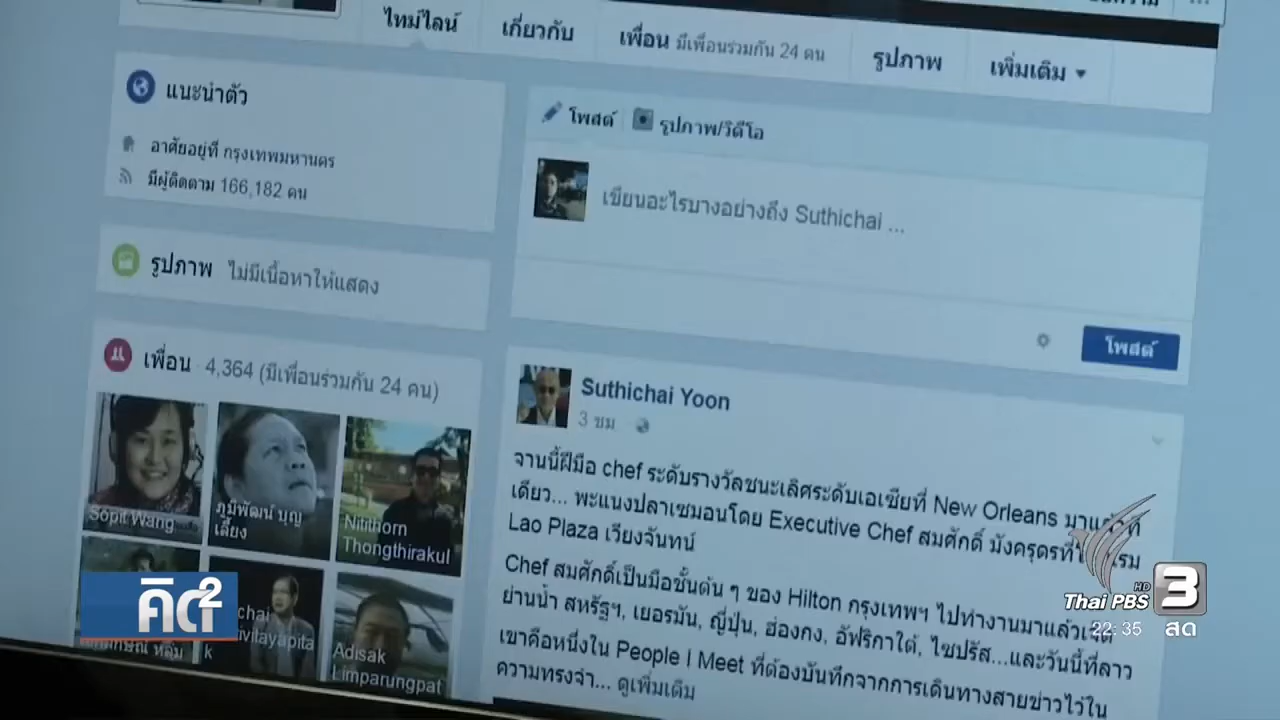 ไทม์ไลน์
เกี่ยวกับ
เพื่อน มีเพื่อนร่วมกัน 24 คน
รูปภาพ
เพิ่มเติม
แนะนำตัว
อาศัยอยู่ที่ กรุงเทพมหานคร
มีผู้ติดตาม 166,182 คน
รูปภาพ ไม่มีเนื้อหาให้แสดง
เพื่อน · 4,364 (มีเพื่อนร่วมกัน 24 คน)
Sopit Wang
ภูมิพัฒน์ บุญ
เลี้ยง
Nitithorn
Thongthirakul
chai
k
Adisak
Limparungpat
โพสต์
รูปภาพ/วิดีโอ
เขียนอะไรบางอย่างถึง Suthichai ...
โพสต์
Suthichai Yoon
3 ชม
จานนี้ฝีมือ chef ระดับรางวัลชนะเลิศระดับเอเซียที่ New Orleans
เดียว... พะแนงปลาแซมอนโดย Executive Chef สมศักดิ์
Lao Plaza เวียงจันทน์
Chef สมศักดิ์เป็นมือชั้นต้น ๆ ของ Hilton กรุงเทพฯ ไปทำงานมาแล้ว
ย่านน้ำ สหรัฐฯ, เยอรมัน, ญี่ปุ่น, ฮ่องกง, อัฟริกาใต้, ไซปรัส...และวันนี้ที่ลาว
เขาคือหนึ่งใน People I Meet ที่ต้องบันทึกจากการเดินทางสายข่าวไว้ใน
ความทรงจำ... ดูเพิ่มเติม
คิด2
Thai PBS HD 3
22:35 สด